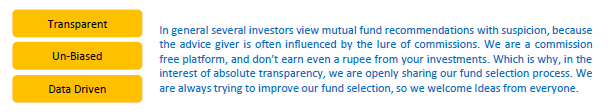 Transparent
Un-Biased
Data Driven
In general several investors view mutual fund recommendations with suspicion, because
the advice giver is often influenced by the lure of commissions. We are a commission
free platform, and don't earn even a rupee from your investments. Which is why, in the
interest of absolute transparency, we are openly sharing our fund selection process. We
are always trying to improve our fund selection, so we welcome Ideas from everyone.